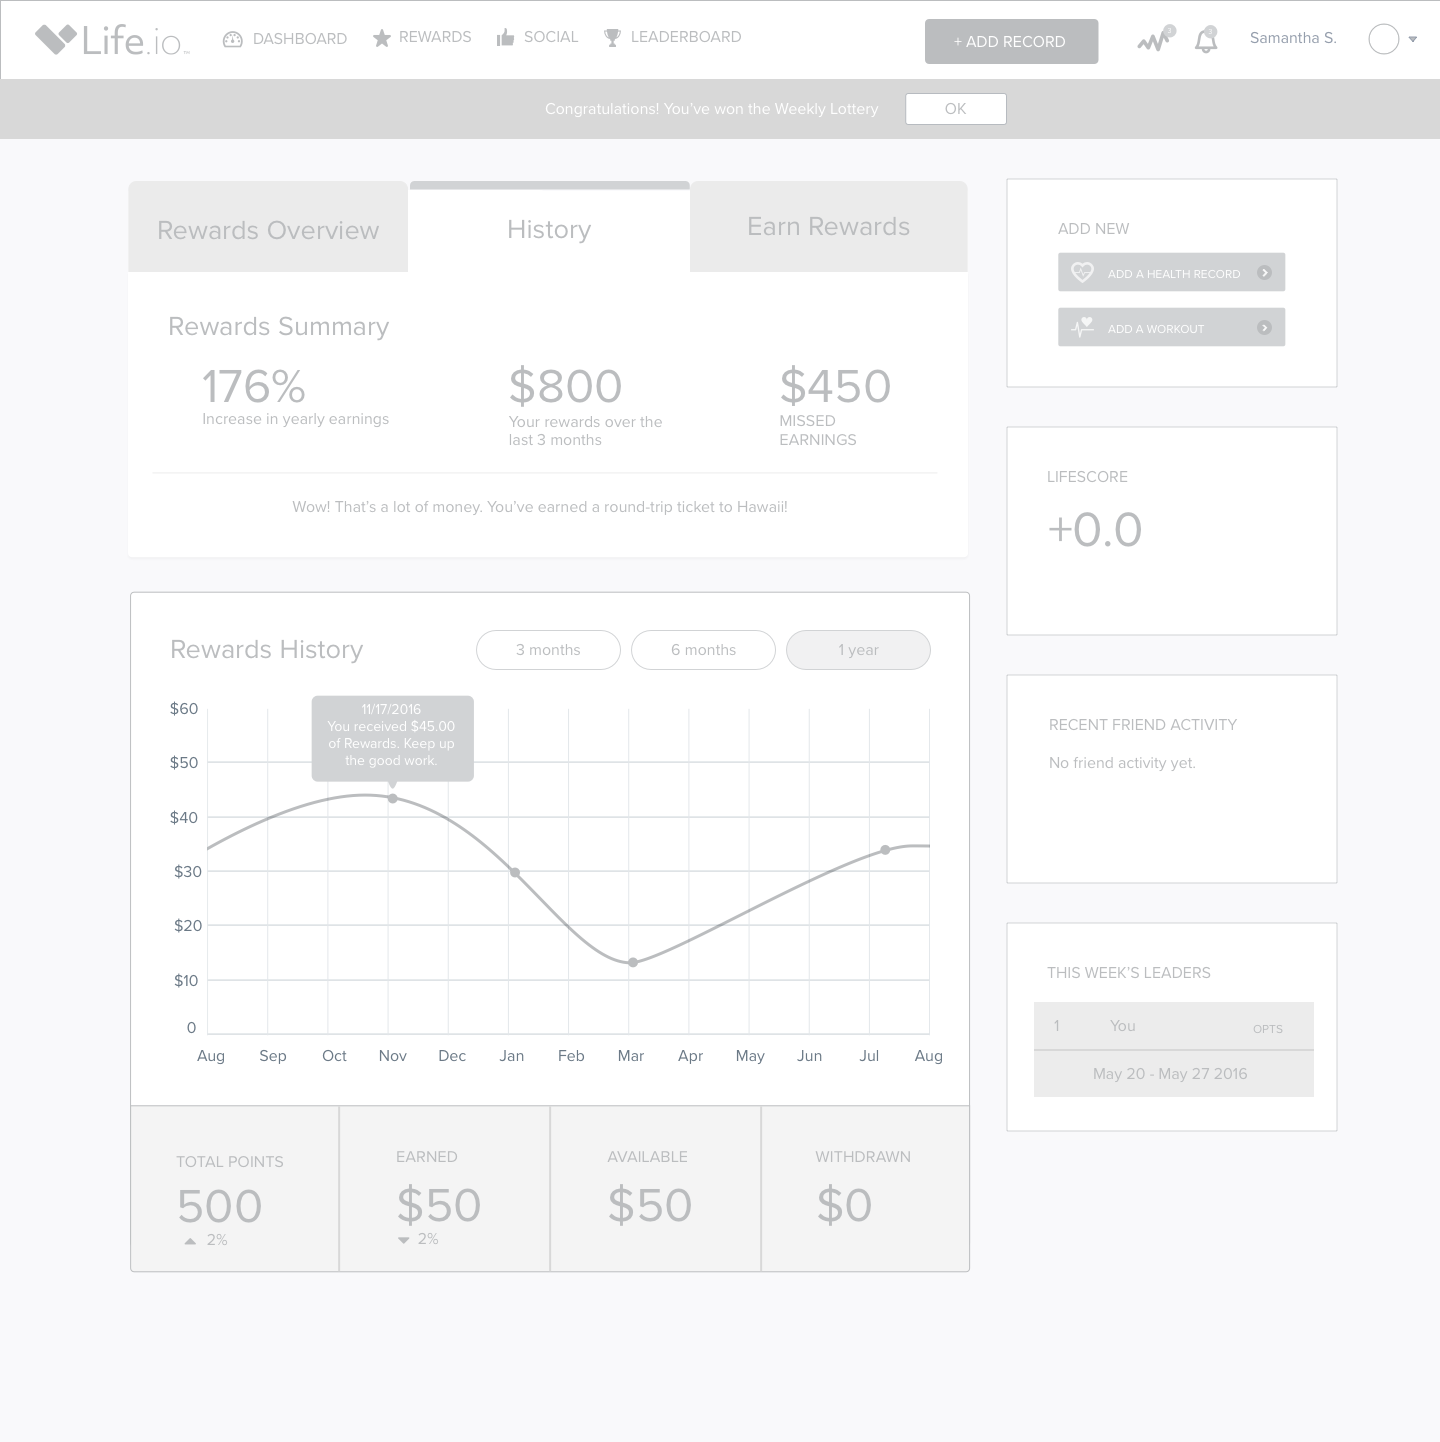 Life.io
DASHBOARD
REWARDS
SOCIAL
LEADERBOARD
+ ADD RECORD
Samantha S.
Congratulations! You've won the Weekly Lottery
OK
Rewards Overview
History
Earn Rewards
Rewards Summary
176%
Increase in yearly earnings
$800
Your rewards over the
last 3 months
$450
MISSED
EARNINGS
Wow! That's a lot of money. You've earned a round-trip ticket to Hawaii!
Rewards History
3 months
6 months
1 year
11/17/2016
You received $45.00
of Rewards. Keep up
the good work.
$60
$50
$40
$30
$20
$10
0
Aug Sep Oct Nov Dec Jan Feb Mar Apr May Jun Jul Aug
TOTAL POINTS
500
2%
EARNED
$50
2%
AVAILABLE
$50
WITHDRAWN
$0
ADD NEW
ADD A HEALTH RECORD
ADD A WORKOUT
LIFESCORE
+0.0
RECENT FRIEND ACTIVITY
No friend activity yet.
THIS WEEK'S LEADERS
1 You 0PTS
May 20 - May 27 2016